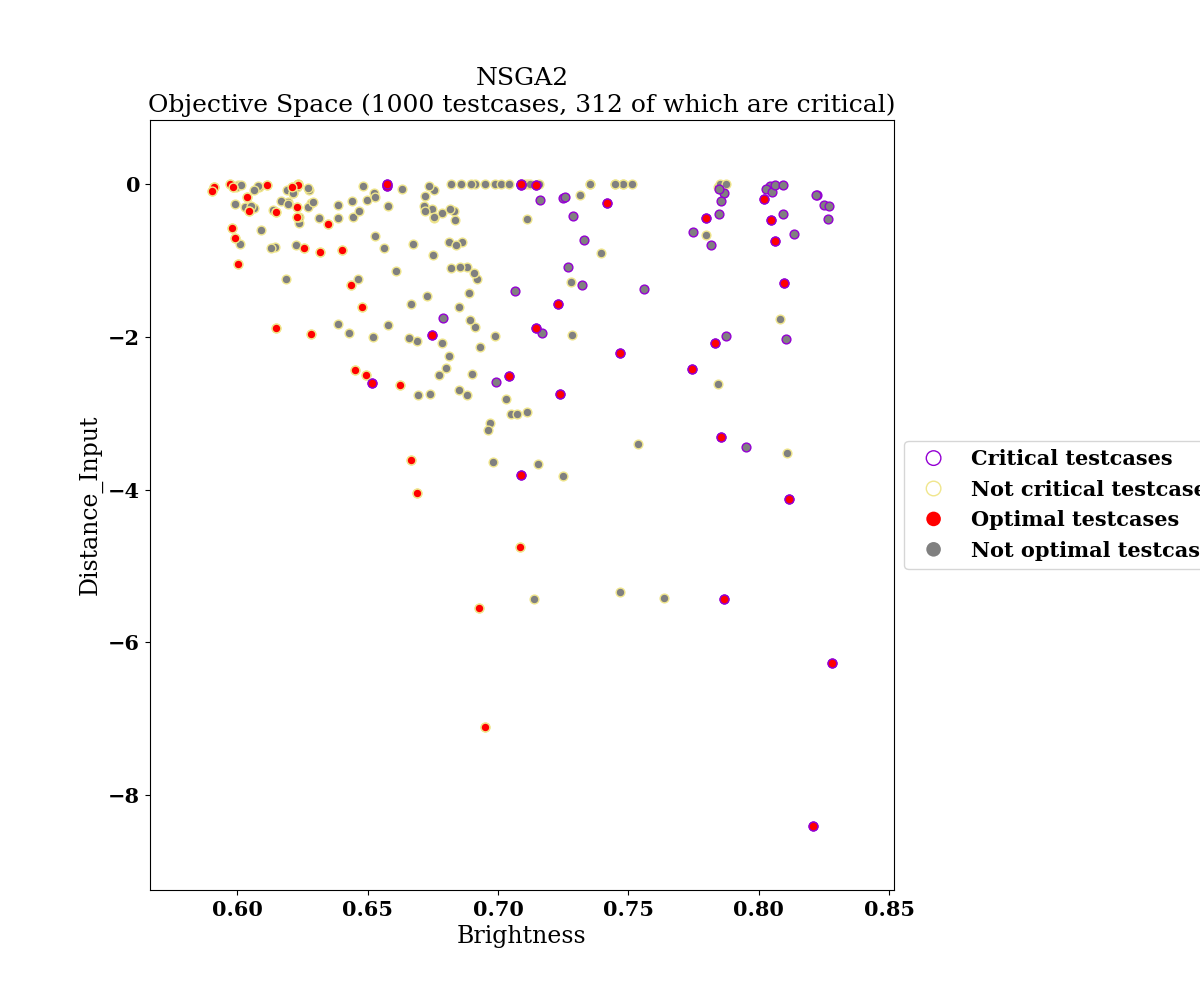 NSGA2
Objective Space (1000 testcases, 312 of which are critical)
0
−2
−4
−6
−8
Distance_Input
0.60 0.65 0.70 0.75 0.80 0.85
Brightness
Critical testcases
Not critical testcase
Optimal testcases
Not optimal testcas